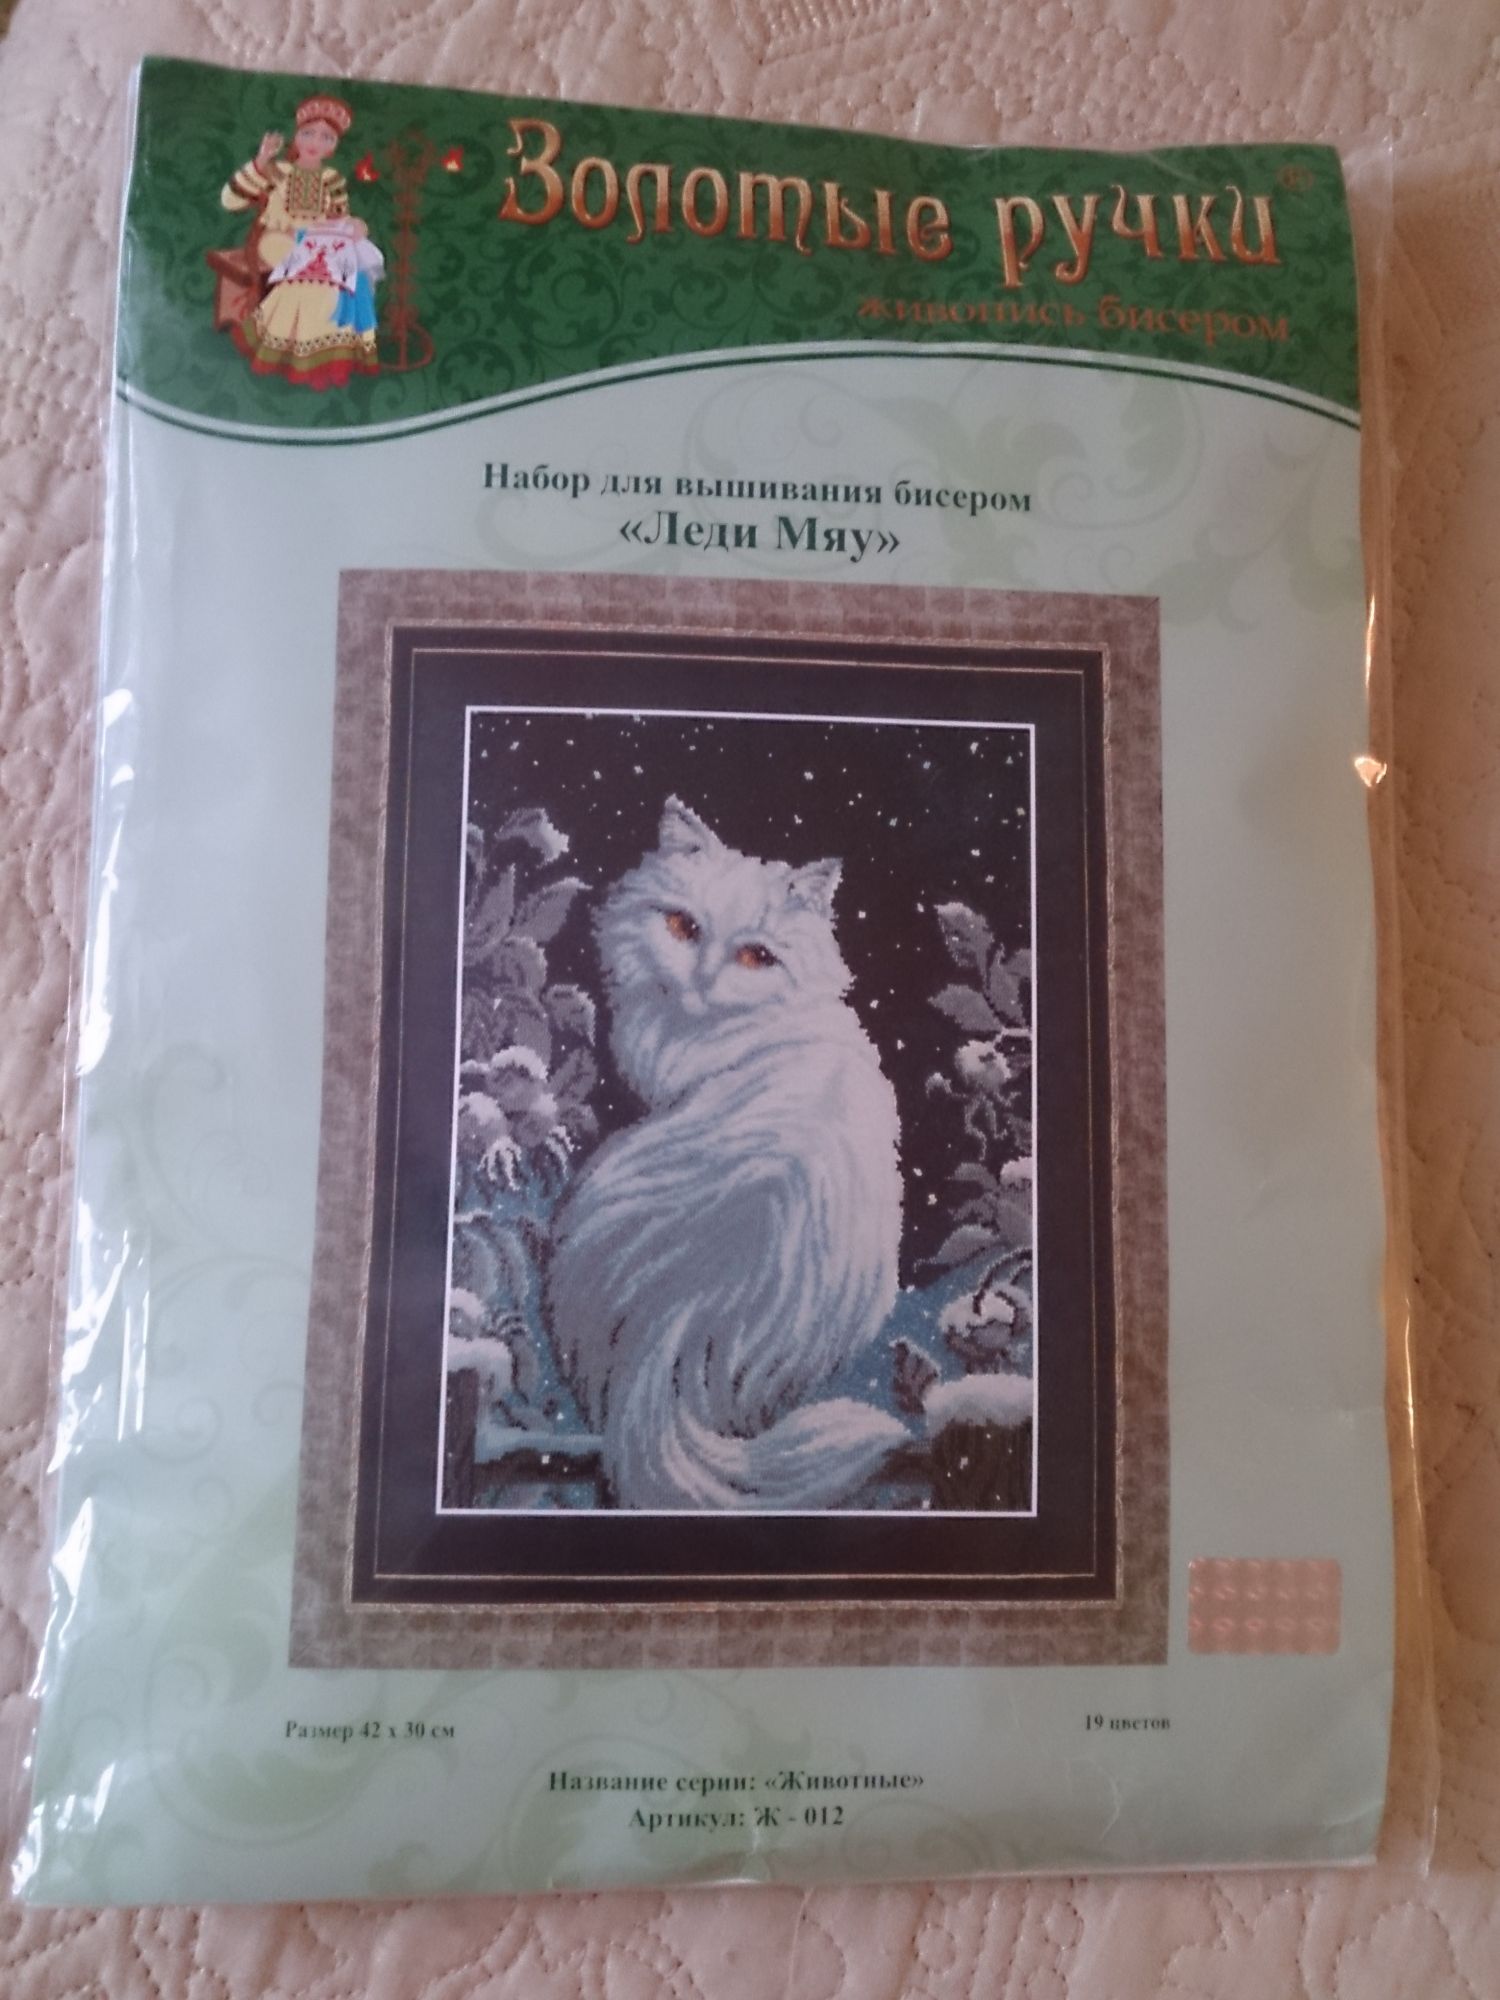 Золотые ручки ®
живопись бисером
Набор для вышивания бисером
«Леди Мяу»
Размер 42 x 30 см
19 цветов
Название серии: «Животные»
Артикул: Ж - 012